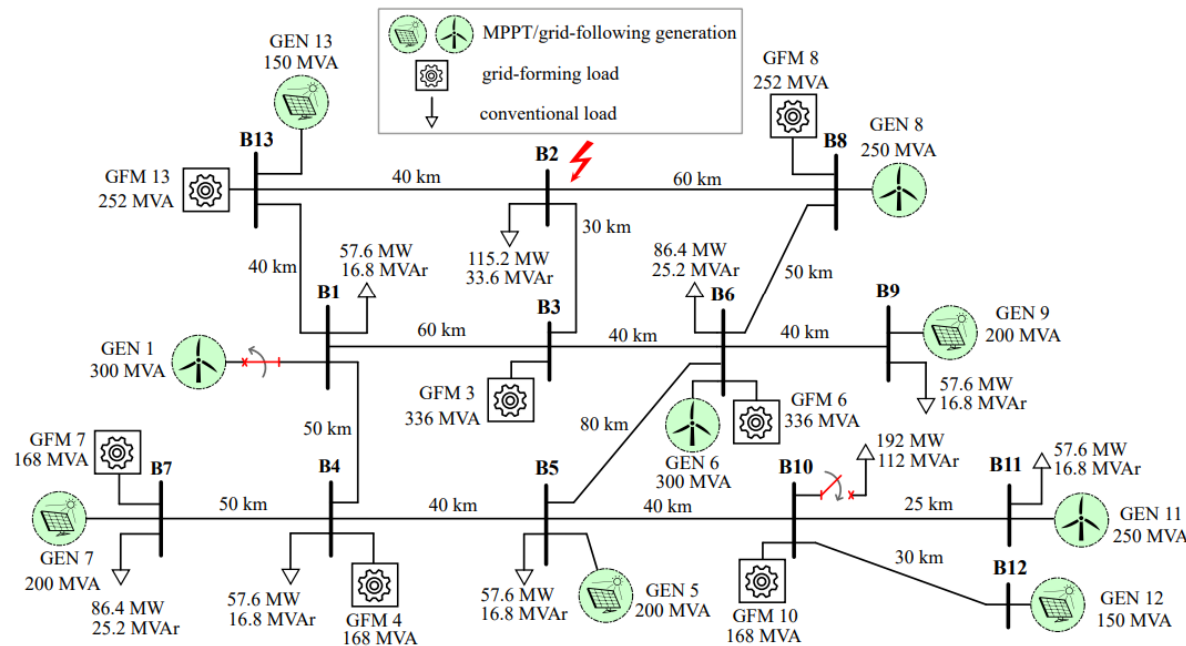 GEN 13
150 MVA
MPPT/grid-following generation
grid-forming load
conventional load
GFM 8
252 MVA
GEN 8
250 MVA
B13
B2
B8
GFM 13
252 MVA
40 km
60 km
30 km
115.2 MW
33.6 MVAr
57.6 MW
16.8 MVAr
86.4 MW
25.2 MVAr
40 km
50 km
B1
B3
B6
B9
GEN 1
300 MVA
60 km
40 km
40 km
GEN 9
200 MVA
GFM 3
336 MVA
GFM 6
336 MVA
57.6 MW
16.8 MVAr
50 km
80 km
GEN 6
300 MVA
192 MW
112 MVAr
GFM 7
168 MVA
B7
B4
B5
B10
B11
57.6 MW
16.8 MVAr
50 km
40 km
40 km
25 km
GEN 7
200 MVA
GEN 11
250 MVA
30 km
B12
86.4 MW
25.2 MVAr
57.6 MW
16.8 MVAr
GFM 4
168 MVA
57.6 MW
16.8 MVAr
GEN 5
200 MVA
GFM 10
168 MVA
GEN 12
150 MVA